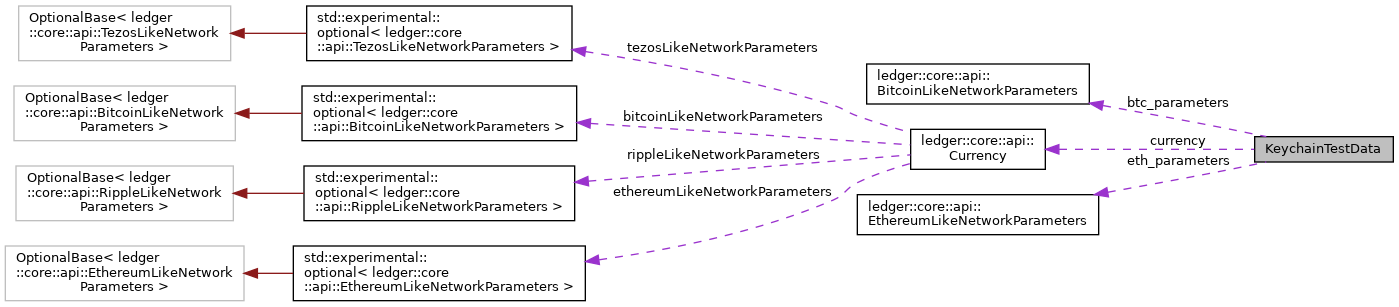 OptionalBase< ledger
::core::api::TezosLikeNetwork
Parameters >
std::experimental::
optional< ledger::core
::api::TezosLikeNetworkParameters >
tezosLikeNetworkParameters
OptionalBase< ledger
::core::api::BitcoinLikeNetwork
Parameters >
std::experimental::
optional< ledger::core
::api::BitcoinLikeNetworkParameters >
bitcoinLikeNetworkParameters
OptionalBase< ledger
::core::api::RippleLikeNetwork
Parameters >
std::experimental::
optional< ledger::core
::api::RippleLikeNetworkParameters >
rippleLikeNetworkParameters
OptionalBase< ledger
::core::api::EthereumLikeNetwork
Parameters >
std::experimental::
optional< ledger::core
::api::EthereumLikeNetworkParameters >
ethereumLikeNetworkParameters
ledger::core::api::
BitcoinLikeNetworkParameters
btc_parameters
ledger::core::api::
Currency
currency
ledger::core::api::
EthereumLikeNetworkParameters
eth_parameters
KeychainTestData